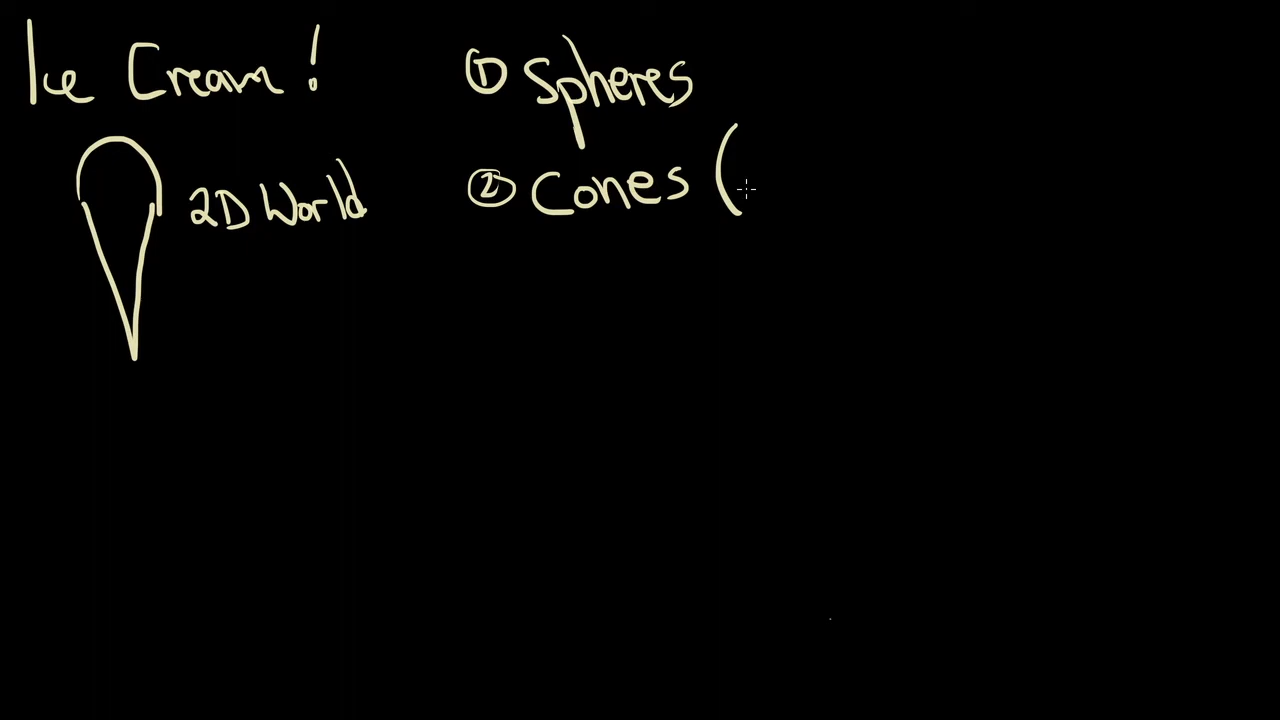 Ice Cream!
2D World
① Spheres
② Cones (